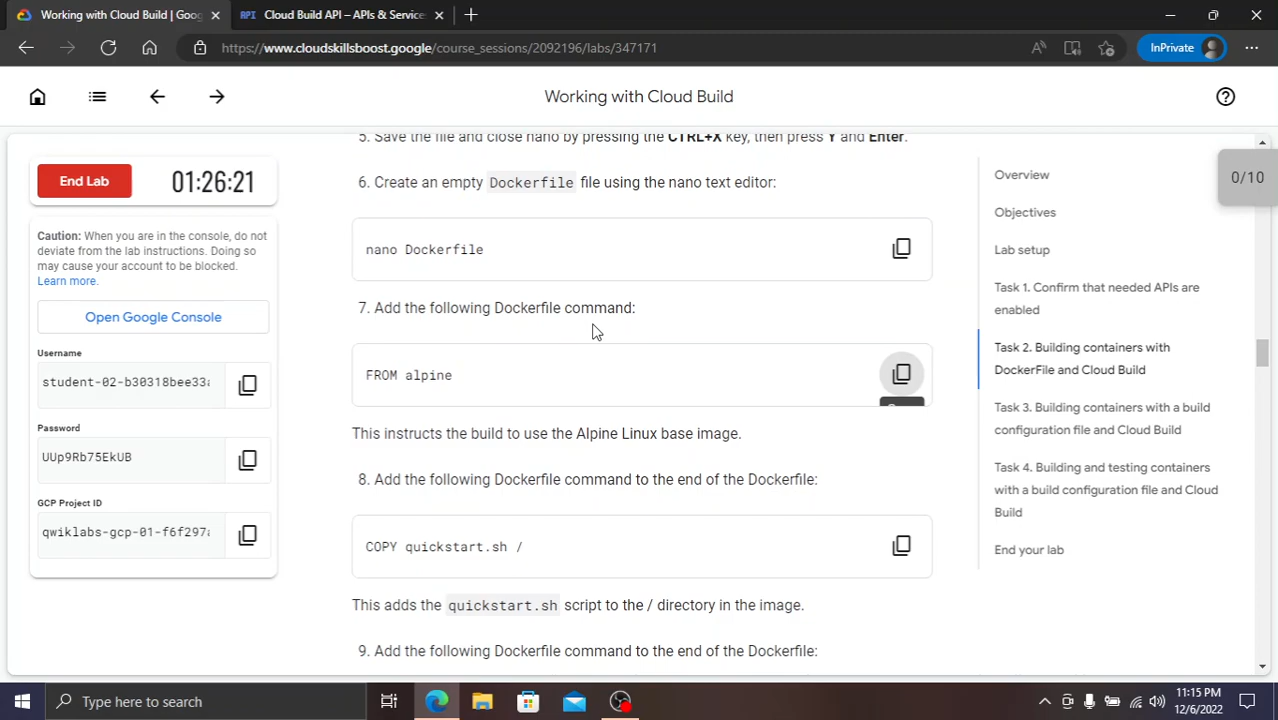 Working with Cloud Build | Goog
API Cloud Build API – APIs & Service
https://www.cloudskillsboost.google/course_sessions/2092196/labs/347171
InPrivate
Working with Cloud Build
End Lab
01:26:21
Caution: When you are in the console, do not
deviate from the lab instructions. Doing so
may cause your account to be blocked.
Learn more.
Open Google Console
Username
student-02-b30318bee33
Password
UUp9Rb75EkUB
GCP Project ID
qwiklabs-gcp-01-f6f297
5. Save the file and close nano by pressing the CTRL+X key, then press Y and Enter.
6. Create an empty Dockerfile file using the nano text editor:
nano Dockerfile
7. Add the following Dockerfile command:
FROM alpine
This instructs the build to use the Alpine Linux base image.
8. Add the following Dockerfile command to the end of the Dockerfile:
COPY quickstart.sh /
This adds the quickstart.sh script to the / directory in the image.
9. Add the following Dockerfile command to the end of the Dockerfile:
Overview
Objectives
Lab setup
Task 1. Confirm that needed APIs are
enabled
Task 2. Building containers with
DockerFile and Cloud Build
Task 3. Building containers with a build
configuration file and Cloud Build
Task 4. Building and testing containers
with a build configuration file and Cloud
Build
End your lab
0/10
Type here to search
11:15 PM
12/6/2022